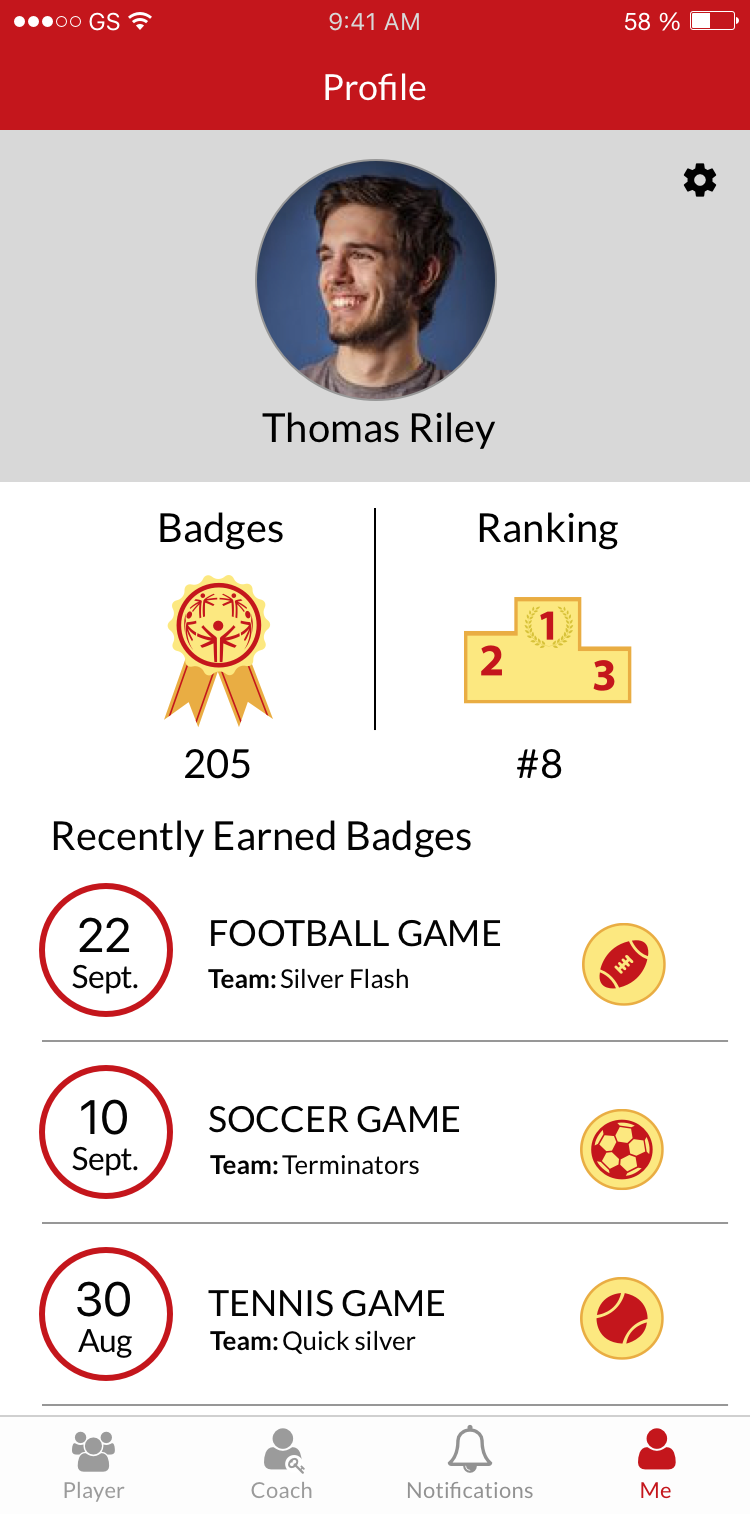 GS 9:41 AM 58 %
Profile
Thomas Riley
Badges Ranking
1
2
3
205 #8
Recently Earned Badges
22
Sept.
FOOTBALL GAME
Team: Silver Flash
10
Sept.
SOCCER GAME
Team: Terminators
30
Aug
TENNIS GAME
Team: Quick silver
Player Coach Notifications Me